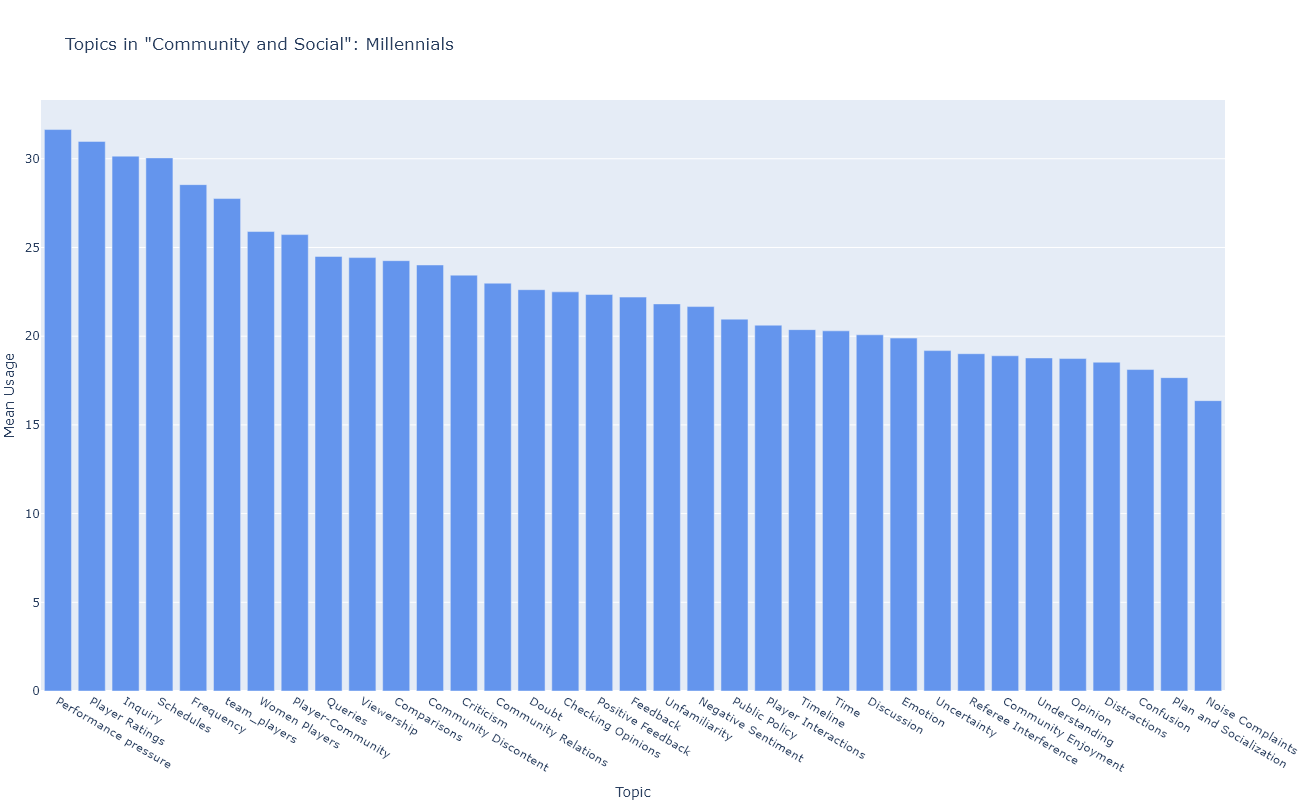 Topics in "Community and Social": Millennials
30
25
20
15
10
5
0
Mean Usage
Performance pressure
Player Ratings
Inquiry
Schedules
Frequency
team_players
Women Players
Player-Community
Queries
Viewership
Comparisons
Community Discontent
Criticism
Community Relations
Doubt
Checking Opinions
Positive Feedback
Feedback
Unfamiliarity
Negative Sentiment
Public Policy
Player Interactions
Timeline
Time
Discussion
Emotion
Uncertainty
Referee Interference
Community Enjoyment
Understanding
Opinion
Distractions
Confusion
Plan and Socialization
Noise Complaints
Topic